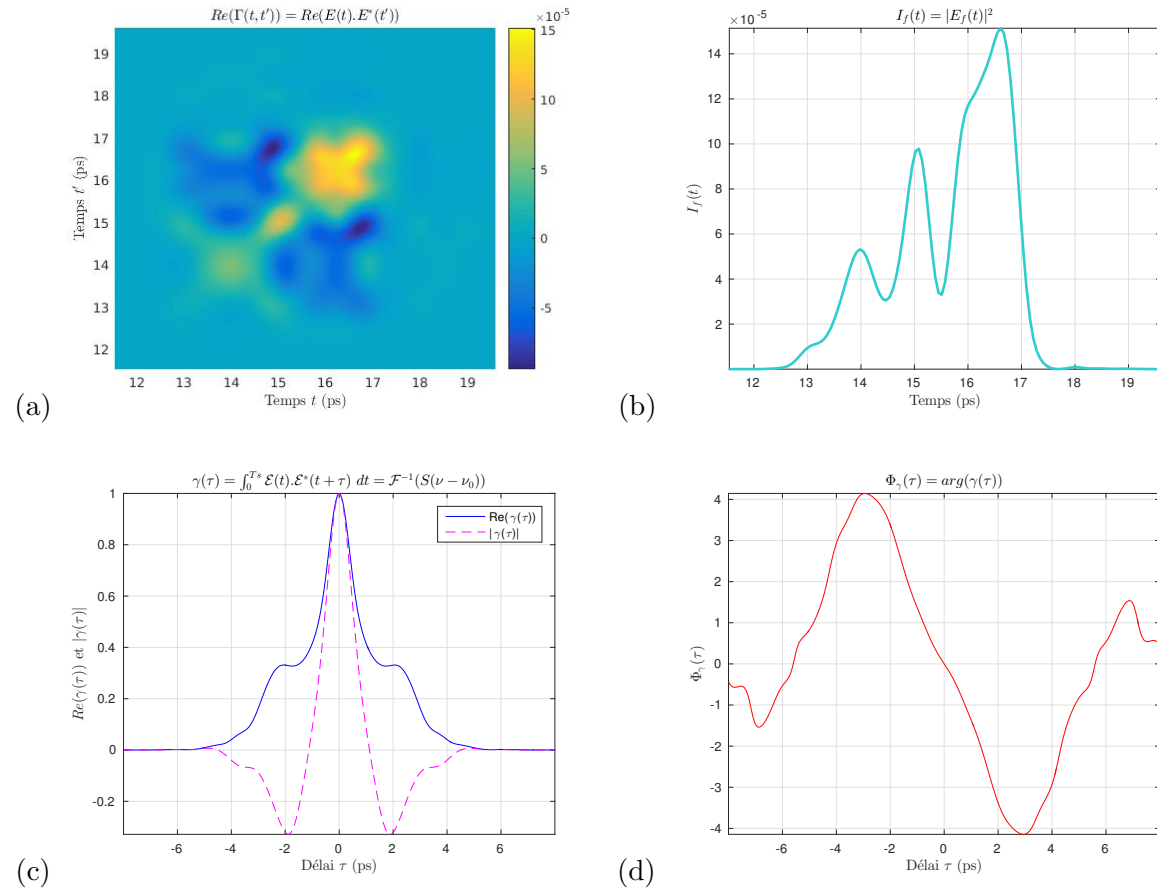 Re(Γ(t, t′)) = Re(E(t).E*(t′))
×10⁻⁵
19
18
17
16
15
14
13
12
Temps t′ (ps)
12 13 14 15 16 17 18 19
Temps t (ps)
15
10
5
0
-5
(a)
I_f(t) = |E_f(t)|²
×10⁻⁵
14
12
10
8
6
4
2
I_f(t)
12 13 14 15 16 17 18 19
Temps (ps)
(b)
γ(τ) = ∫₀^{Ts} ℰ(t).ℰ*(t + τ) dt = ℱ⁻¹(S(ν − ν₀))
1
0.8
0.6
0.4
0.2
0
-0.2
Re(γ(τ)) et |γ(τ)|
Re(γ(τ))
|γ(τ)|
-6 -4 -2 0 2 4 6
Délai τ (ps)
(c)
Φ_γ(τ) = arg(γ(τ))
4
3
2
1
0
-1
-2
-3
-4
Φ_γ(τ)
-6 -4 -2 0 2 4 6
Délai τ (ps)
(d)